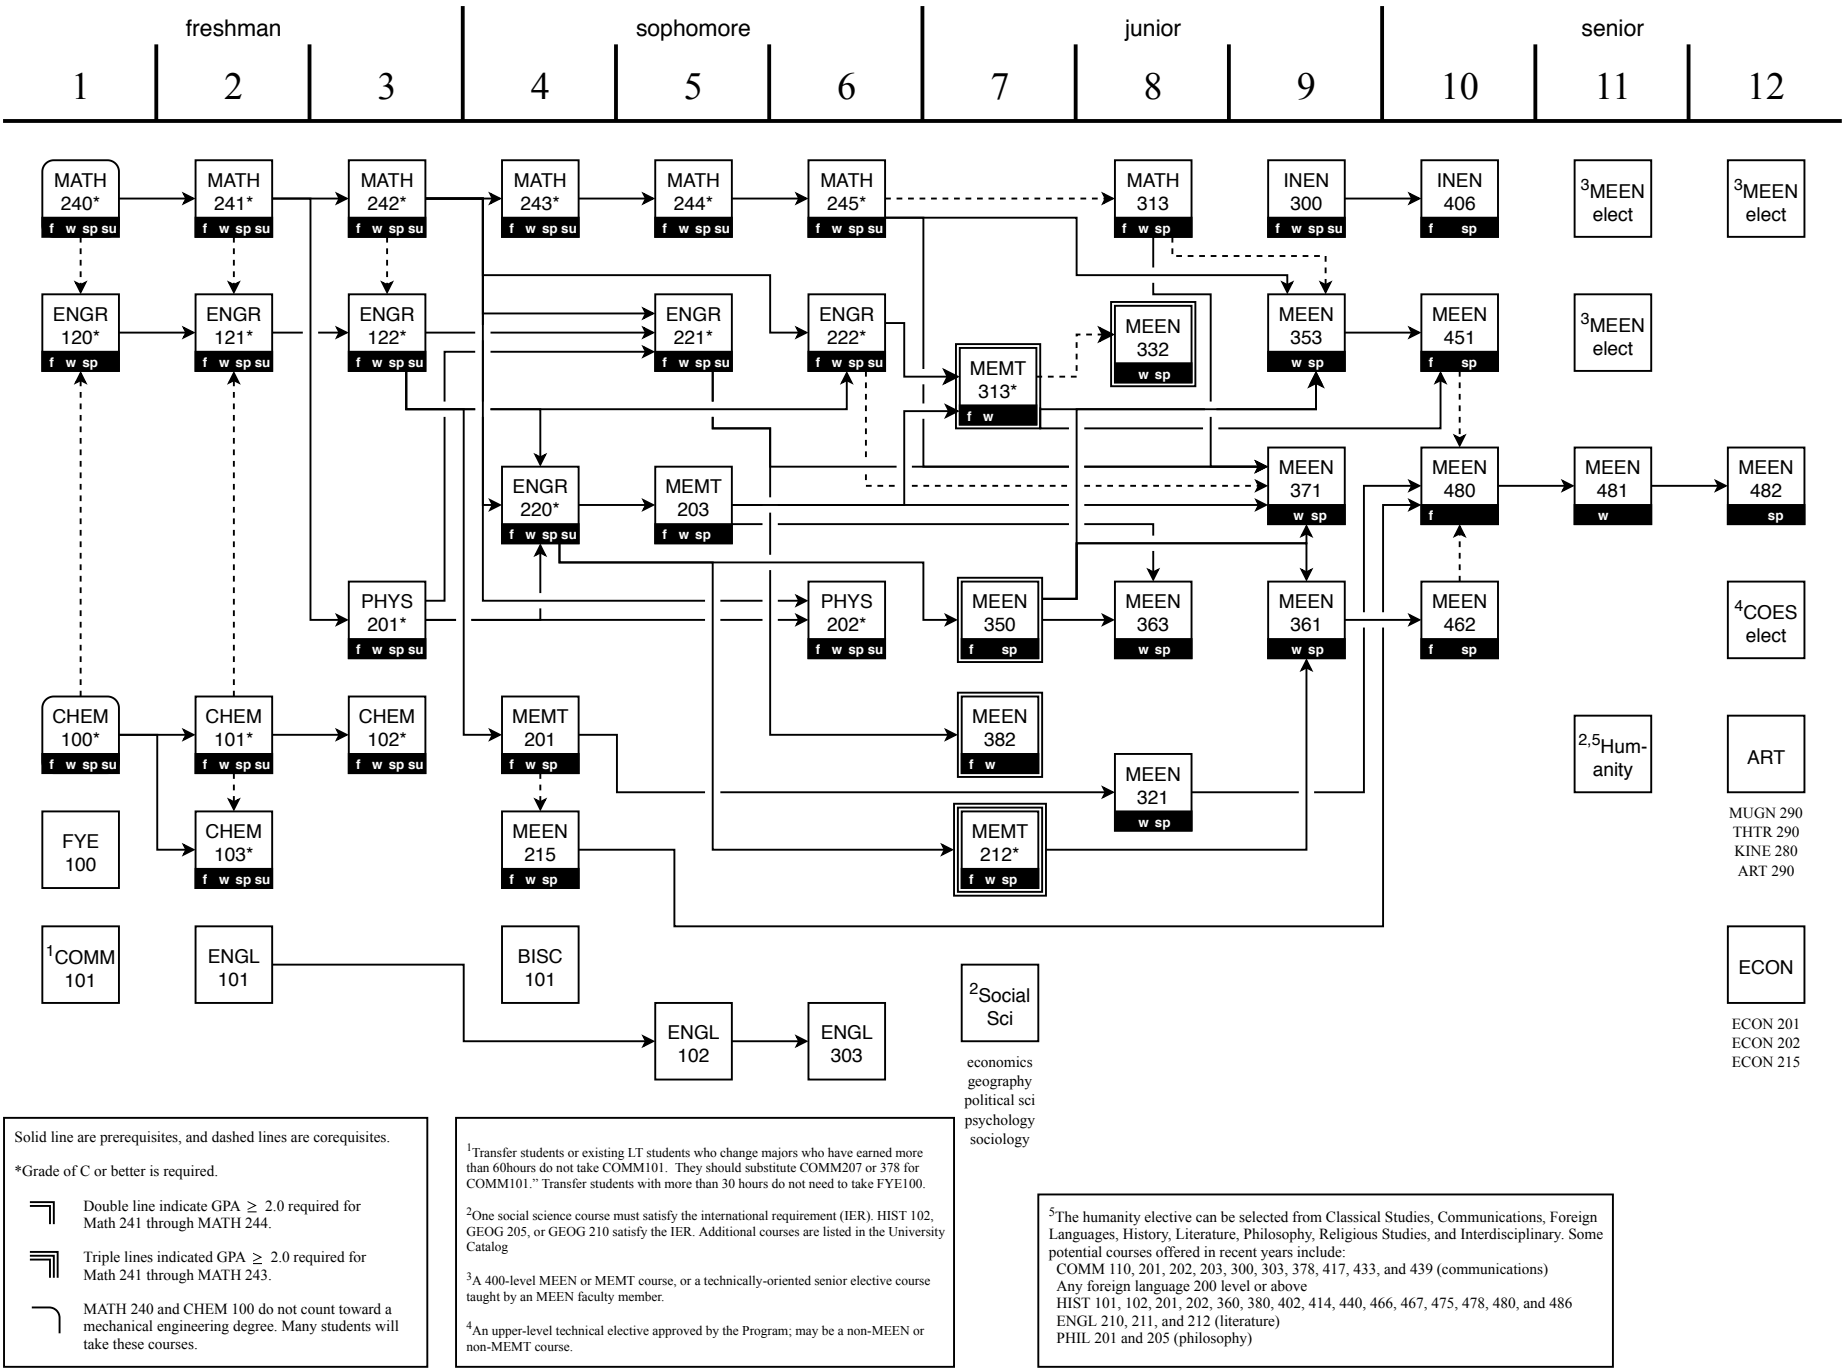 freshman
sophomore
junior
senior
1 2 3 4 5 6 7 8 9 10 11 12
MATH
240*
f w sp su
MATH
241*
f w sp su
MATH
242*
f w sp su
MATH
243*
f w sp su
MATH
244*
f w sp su
MATH
245*
f w sp su
MATH
313
f w sp
INEN
300
f w sp su
INEN
406
f sp
3MEEN
elect
3MEEN
elect
ENGR
120*
f w sp
ENGR
121*
f w sp su
ENGR
122*
f w sp su
ENGR
221*
f w sp su
ENGR
222*
f w sp su
MEMT
313*
f w
MEEN
332
w sp
MEEN
353
w sp
MEEN
451
f sp
3MEEN
elect
ENGR
220*
f w sp su
MEMT
203
f w sp
MEEN
371
w sp
MEEN
480
f
MEEN
481
w
MEEN
482
sp
PHYS
201*
f w sp su
PHYS
202*
f w sp su
MEEN
350
f sp
MEEN
363
w sp
MEEN
361
w sp
MEEN
462
f sp
4COES
elect
CHEM
100*
f w sp su
CHEM
101*
f w sp su
CHEM
102*
f w sp su
MEMT
201
f w sp
MEEN
382
f w
MEEN
321
w sp
2,5Hum-
anity
ART
MUGN 290
THTR 290
KINE 280
ART 290
FYE
100
CHEM
103*
f w sp su
MEEN
215
f w sp
MEMT
212*
f w sp
1COMM
101
ENGL
101
BISC
101
ENGL
102
ENGL
303
2Social
Sci
economics
geography
political sci
psychology
sociology
ECON
ECON 201
ECON 202
ECON 215
Solid line are prerequisites, and dashed lines are corequisites.
*Grade of C or better is required.
Double line indicate GPA ≥ 2.0 required for
Math 241 through MATH 244.
Triple lines indicated GPA ≥ 2.0 required for
Math 241 through MATH 243.
MATH 240 and CHEM 100 do not count toward a
mechanical engineering degree. Many students will
take these courses.
1Transfer students or existing LT students who change majors who have earned more
than 60hours do not take COMM101. They should substitute COMM207 or 378 for
COMM101.” Transfer students with more than 30 hours do not need to take FYE100.
2One social science course must satisfy the international requirement (IER). HIST 102,
GEOG 205, or GEOG 210 satisfy the IER. Additional courses are listed in the University
Catalog
3A 400-level MEEN or MEMT course, or a technically-oriented senior elective course
taught by an MEEN faculty member.
4An upper-level technical elective approved by the Program; may be a non-MEEN or
non-MEMT course.
5The humanity elective can be selected from Classical Studies, Communications, Foreign
Languages, History, Literature, Philosophy, Religious Studies, and Interdisciplinary. Some
potential courses offered in recent years include:
COMM 110, 201, 202, 203, 300, 303, 378, 417, 433, and 439 (communications)
Any foreign language 200 level or above
HIST 101, 102, 201, 202, 360, 380, 402, 414, 440, 466, 467, 475, 478, 480, and 486
ENGL 210, 211, and 212 (literature)
PHIL 201 and 205 (philosophy)